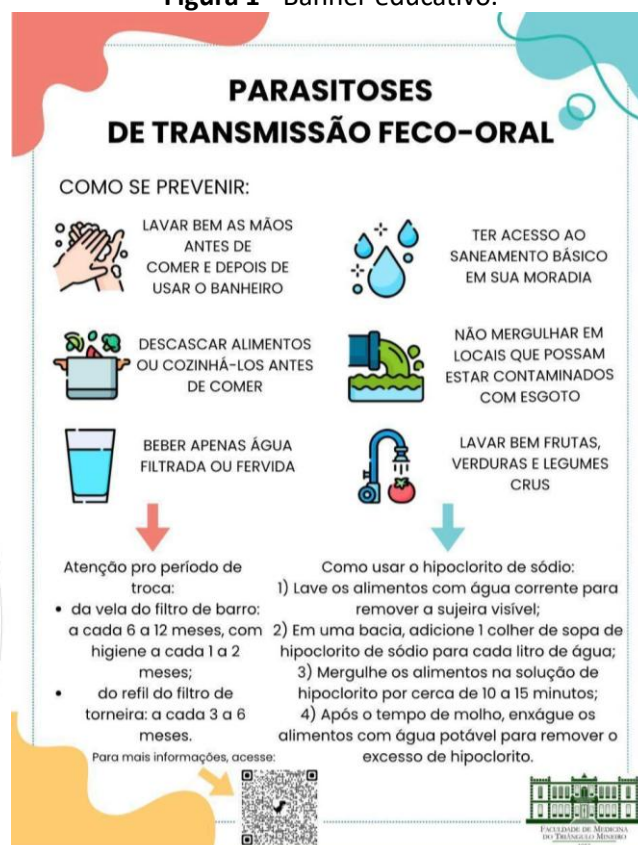 Figura 1 - Banner educativo.
PARASITOSES
DE TRANSMISSÃO FECO-ORAL
COMO SE PREVENIR:
LAVAR BEM AS MÃOS
ANTES DE
COMER E DEPOIS DE
USAR O BANHEIRO
TER ACESSO AO
SANEAMENTO BÁSICO
EM SUA MORADIA
DESCASCAR ALIMENTOS
OU COZINHÁ-LOS ANTES
DE COMER
NÃO MERGULHAR EM
LOCAIS QUE POSSAM
ESTAR CONTAMINADOS
COM ESGOTO
BEBER APENAS ÁGUA
FILTRADA OU FERVIDA
LAVAR BEM FRUTAS,
VERDURAS E LEGUMES
CRUS
Atenção pro período de
troca:
• da vela do filtro de barro:
a cada 6 a 12 meses, com
higiene a cada 1 a 2
meses;
• do refil do filtro de
torneira: a cada 3 a 6
meses.
Para mais informações, acesse:
Como usar o hipoclorito de sódio:
1) Lave os alimentos com água corrente para
remover a sujeira visível;
2) Em uma bacia, adicione 1 colher de sopa de
hipoclorito de sódio para cada litro de água;
3) Mergulhe os alimentos na solução de
hipoclorito por cerca de 10 a 15 minutos;
4) Após o tempo de molho, enxágue os
alimentos com água potável para remover o
excesso de hipoclorito.
FACULDADE DE MEDICINA
DO TRIÂNGULO MINEIRO